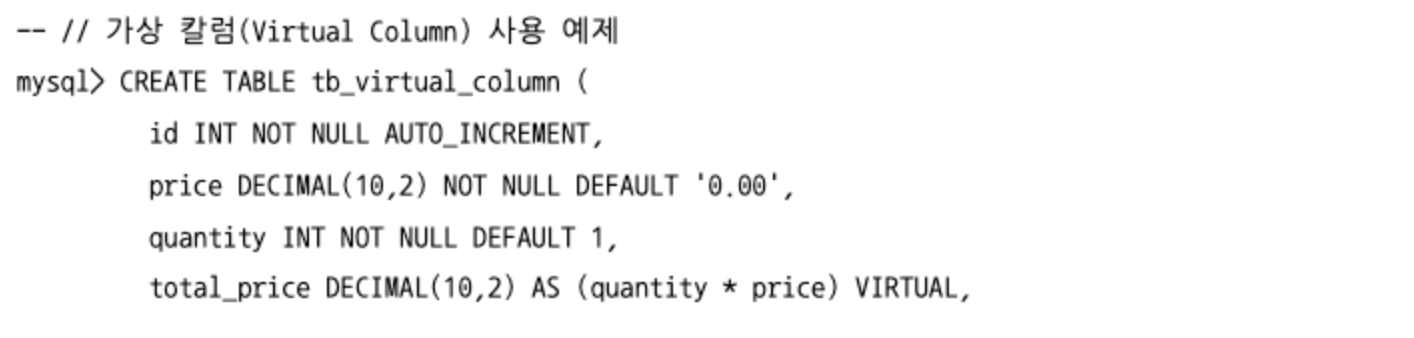 -- // 가상 칼럼(Virtual Column) 사용 예제
mysql> CREATE TABLE tb_virtual_column (
id INT NOT NULL AUTO_INCREMENT,
price DECIMAL(10,2) NOT NULL DEFAULT '0.00',
quantity INT NOT NULL DEFAULT 1,
total_price DECIMAL(10,2) AS (quantity * price) VIRTUAL,